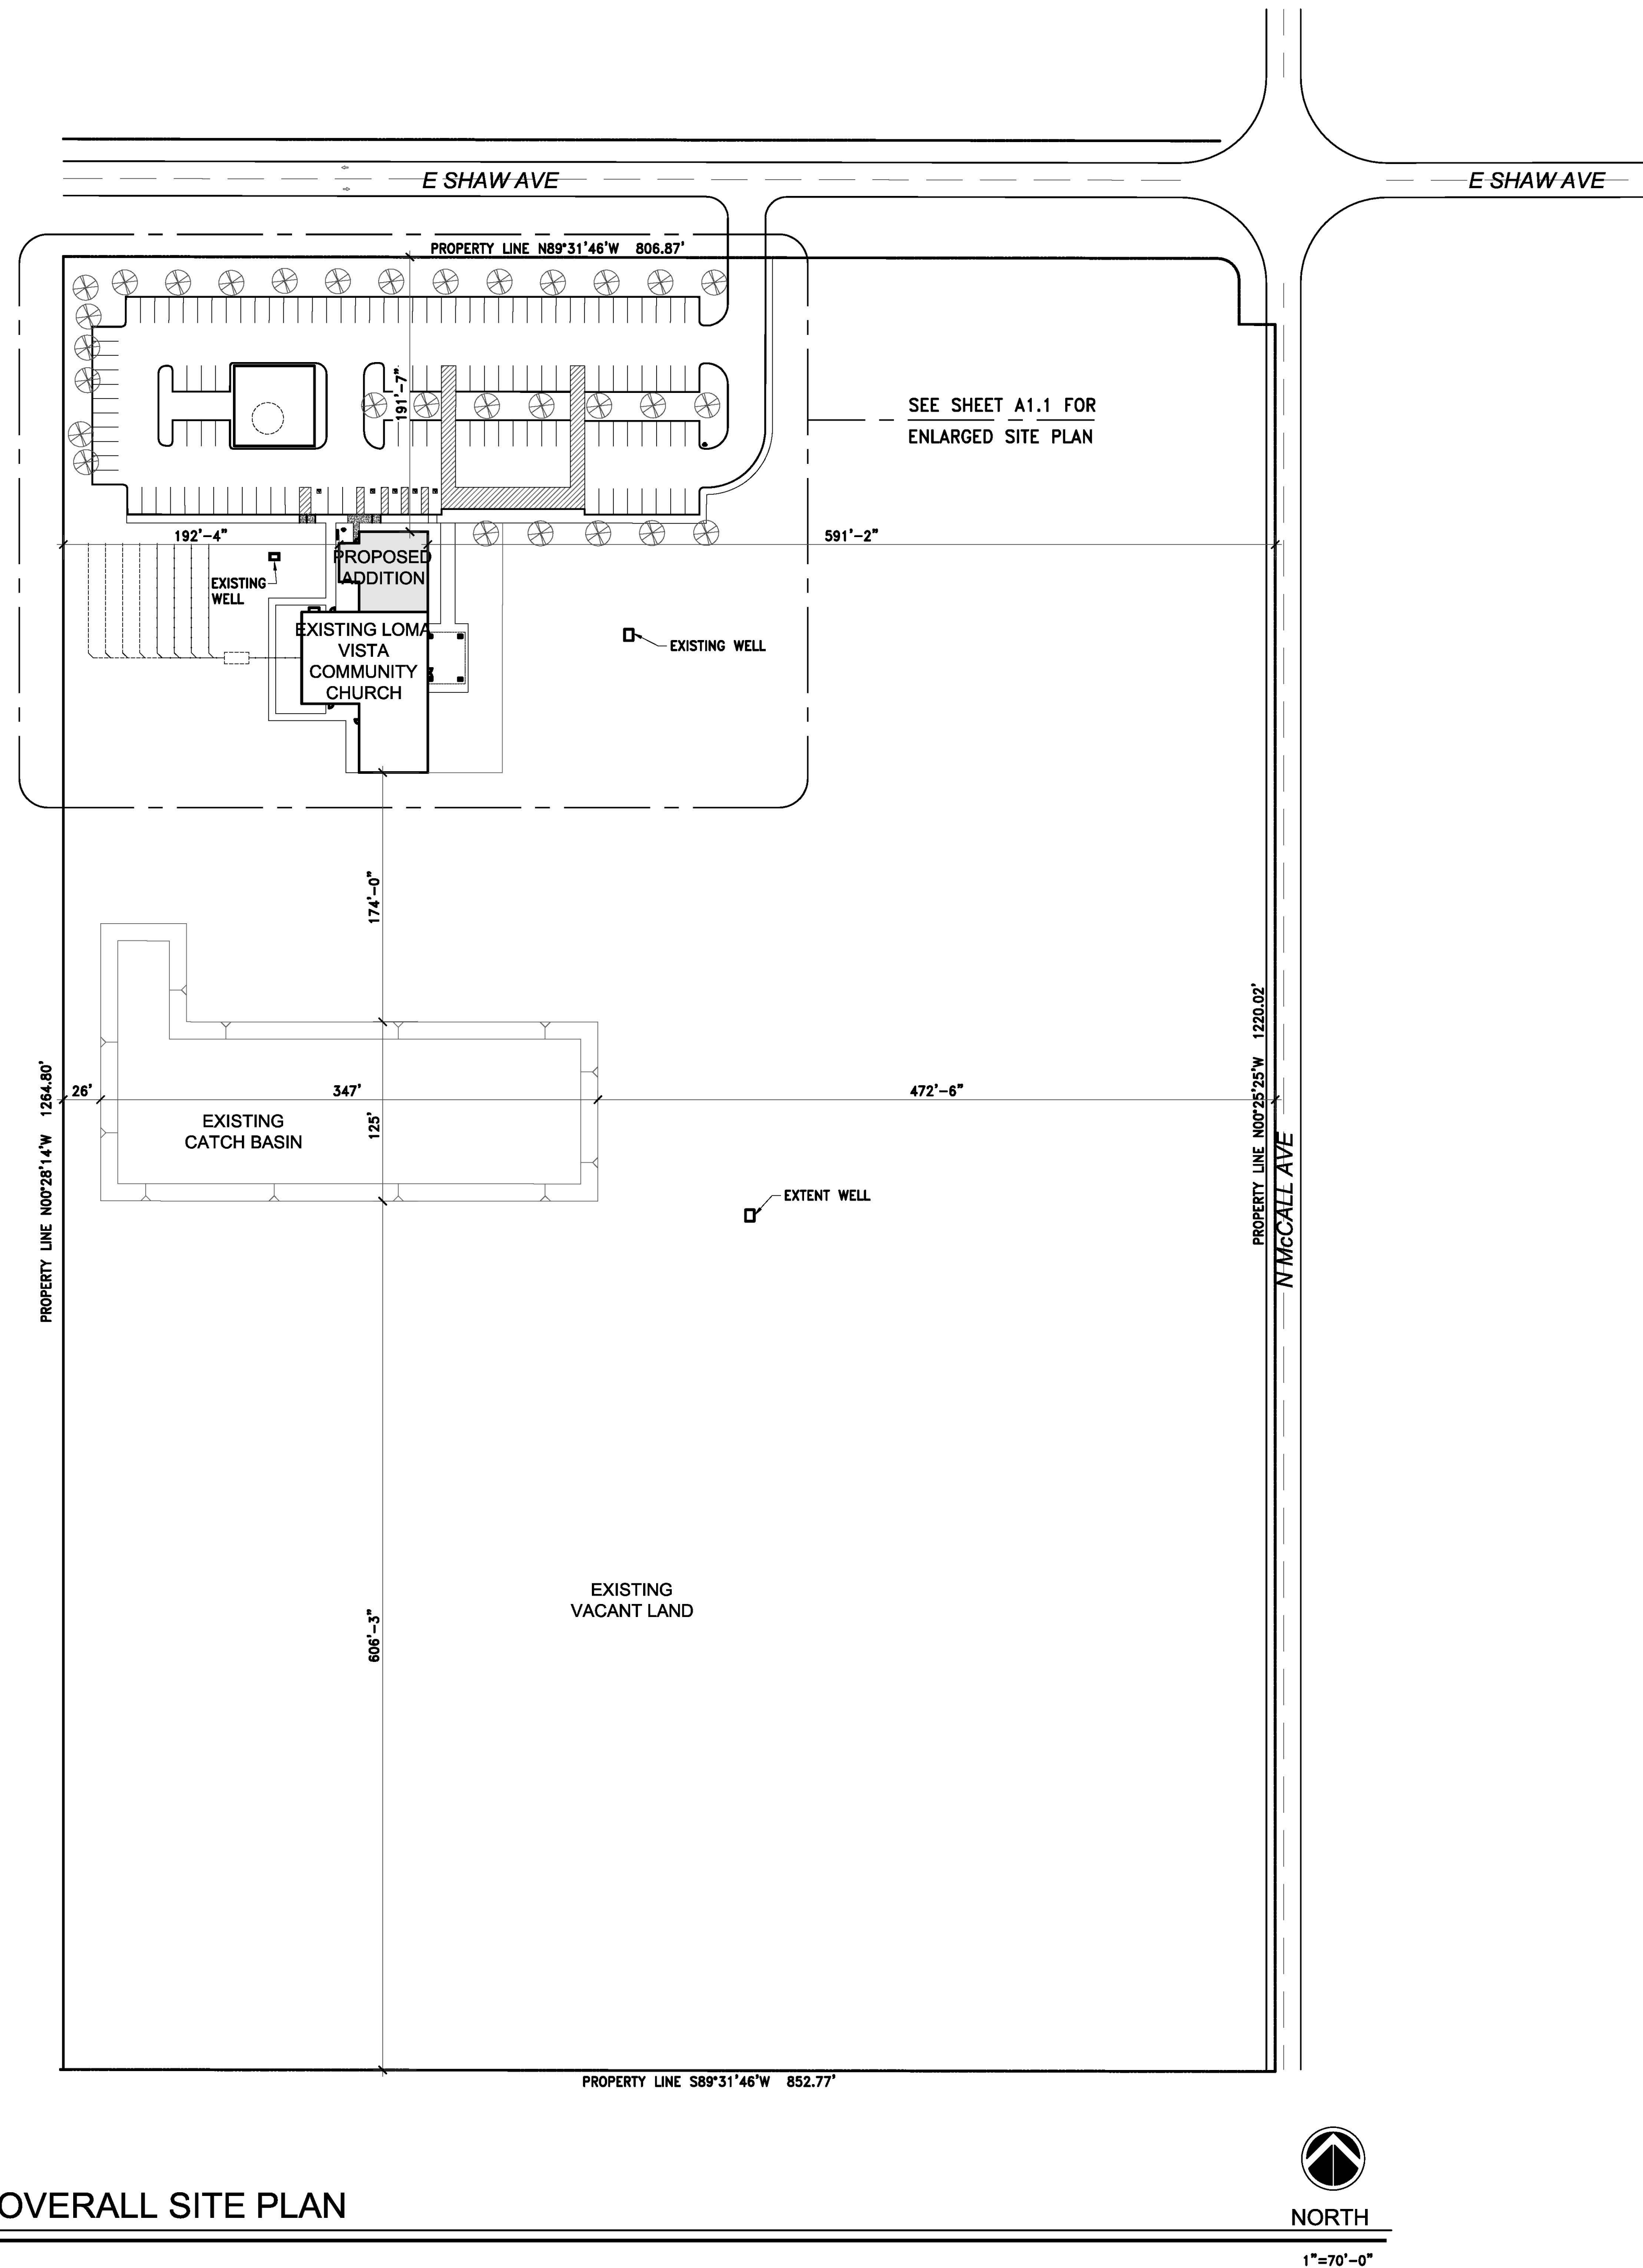 E SHAW AVE
E SHAW AVE
PROPERTY LINE N89°31'46'W 806.87'
191'-7"
SEE SHEET A1.1 FOR
ENLARGED SITE PLAN
192'-4"
591'-2"
PROPOSED
ADDITION
EXISTING
WELL
EXISTING LOMA
VISTA
COMMUNITY
CHURCH
EXISTING WELL
174'-0"
PROPERTY LINE N00°28'14'W 1264.80'
26'
347'
472'-6"
125'
EXISTING
CATCH BASIN
EXTENT WELL
PROPERTY LINE N00°25'25'W 1220.02'
N McCALL AVE
EXISTING
VACANT LAND
606'-3"
PROPERTY LINE S89°31'46'W 852.77'
OVERALL SITE PLAN
NORTH
1"=70'-0"